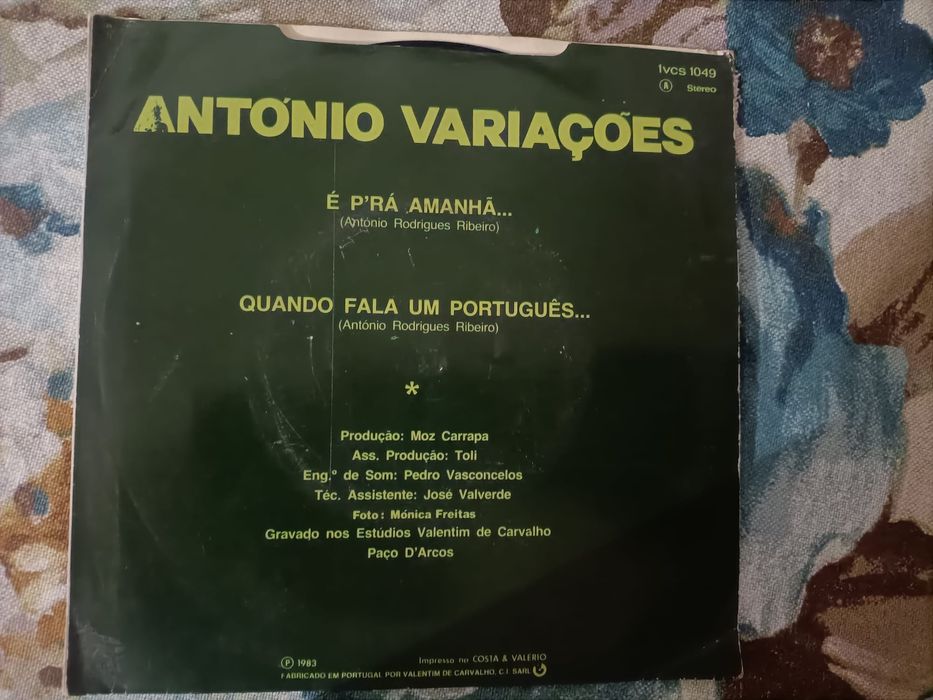 1vcs 1049
Ⓐ Stereo
ANTÓNIO VARIAÇÕES
É P'RÁ AMANHÃ...
(António Rodrigues Ribeiro)
QUANDO FALA UM PORTUGUÊS...
(António Rodrigues Ribeiro)
*
Produção: Moz Carrapa
Ass. Produção: Toli
Eng.º de Som: Pedro Vasconcelos
Téc. Assistente: José Valverde
Foto: Mónica Freitas
Gravado nos Estúdios Valentim de Carvalho
Paço D'Arcos
Ⓟ 1983 Impresso na COSTA & VALÉRIO
FABRICADO EM PORTUGAL POR VALENTIM DE CARVALHO, C.I. SARL